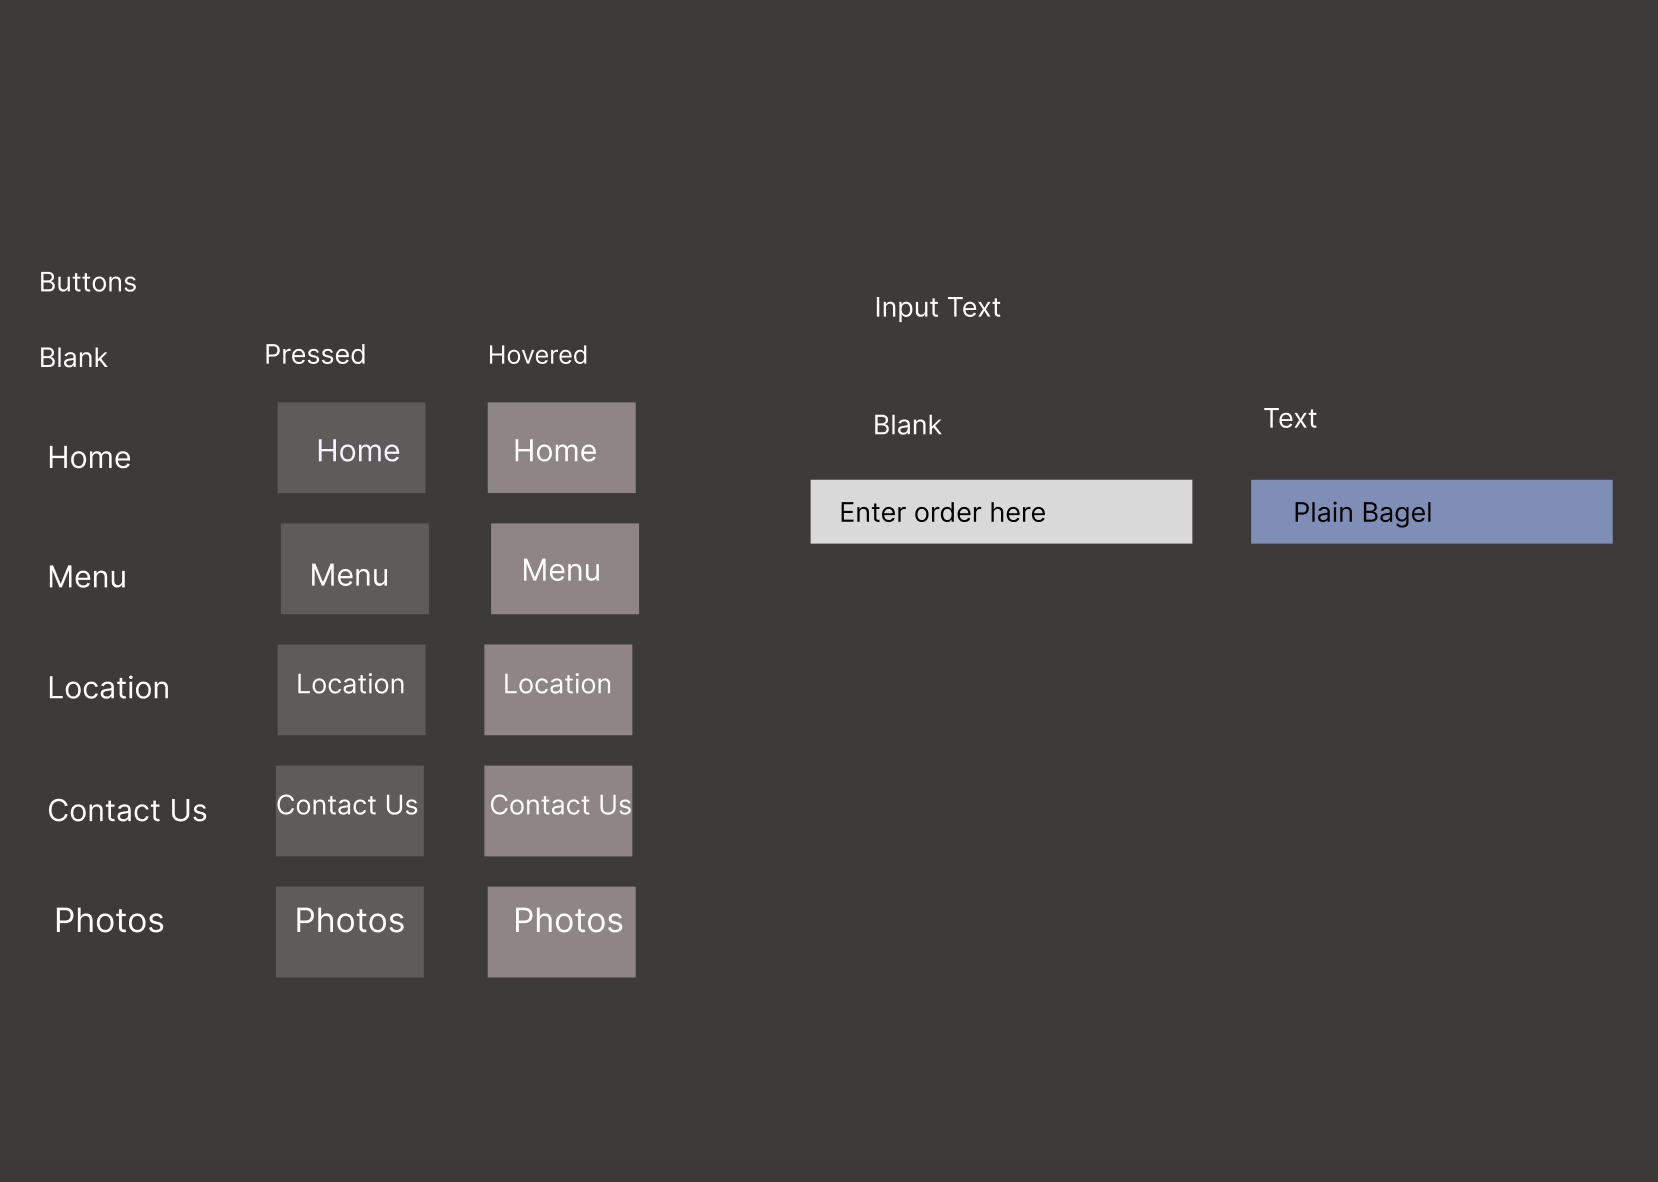 Buttons
Blank
Pressed
Hovered
Home
Home
Home
Menu
Menu
Menu
Location
Location
Location
Contact Us
Contact Us
Contact Us
Photos
Photos
Photos
Input Text
Blank
Text
Enter order here
Plain Bagel